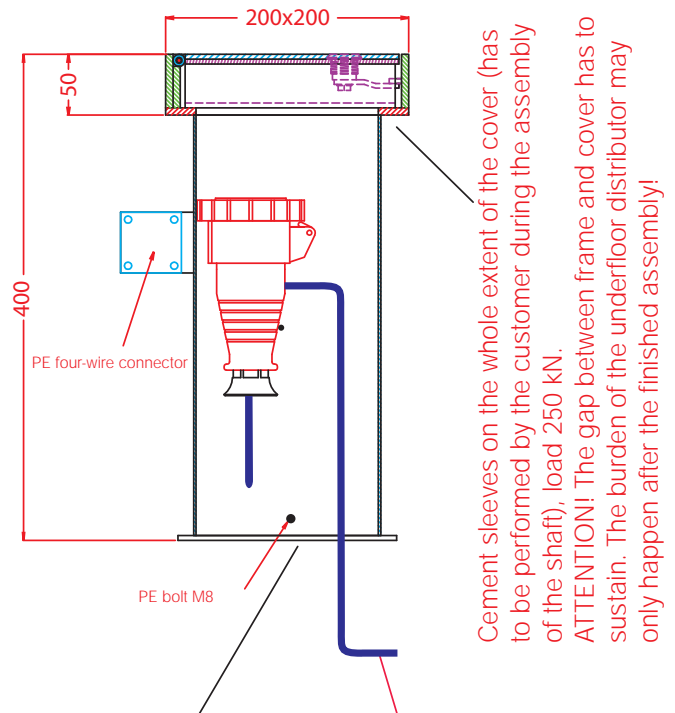 200x200
50
400
PE four-wire connector
PE bolt M8
Cement sleeves on the whole extent of the cover (has
to be performed by the customer during the assembly
of the shaft), load 250 kN.
ATTENTION! The gap between frame and cover has to
sustain. The burden of the underfloor distributor may
only happen after the finished assembly!